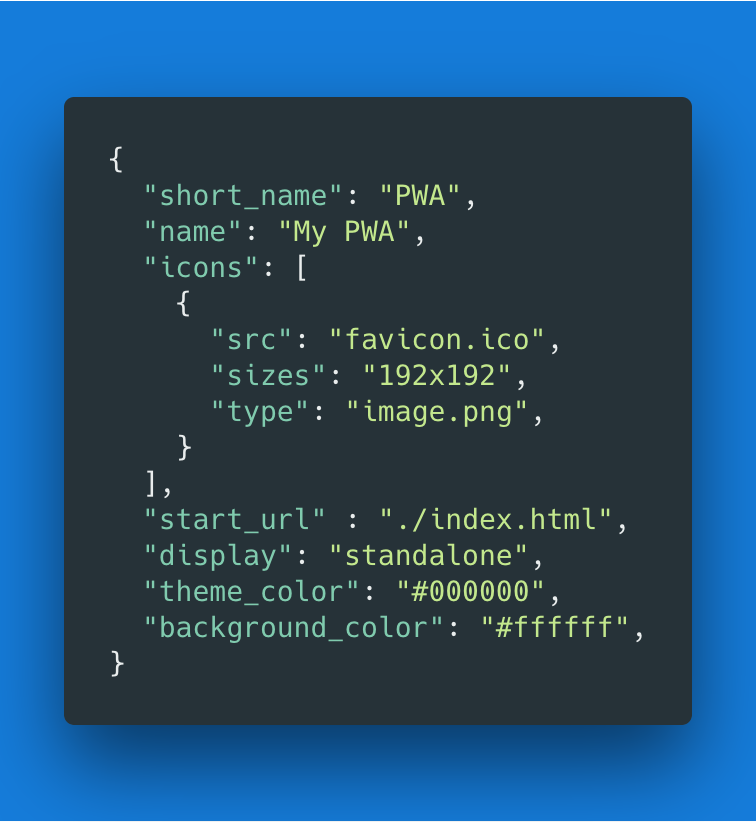 {
  "short_name": "PWA",
  "name": "My PWA",
  "icons": [
    {
      "src": "favicon.ico",
      "sizes": "192x192",
      "type": "image.png",
    }
  ],
  "start_url" : "./index.html",
  "display": "standalone",
  "theme_color": "#000000",
  "background_color": "#ffffff",
}